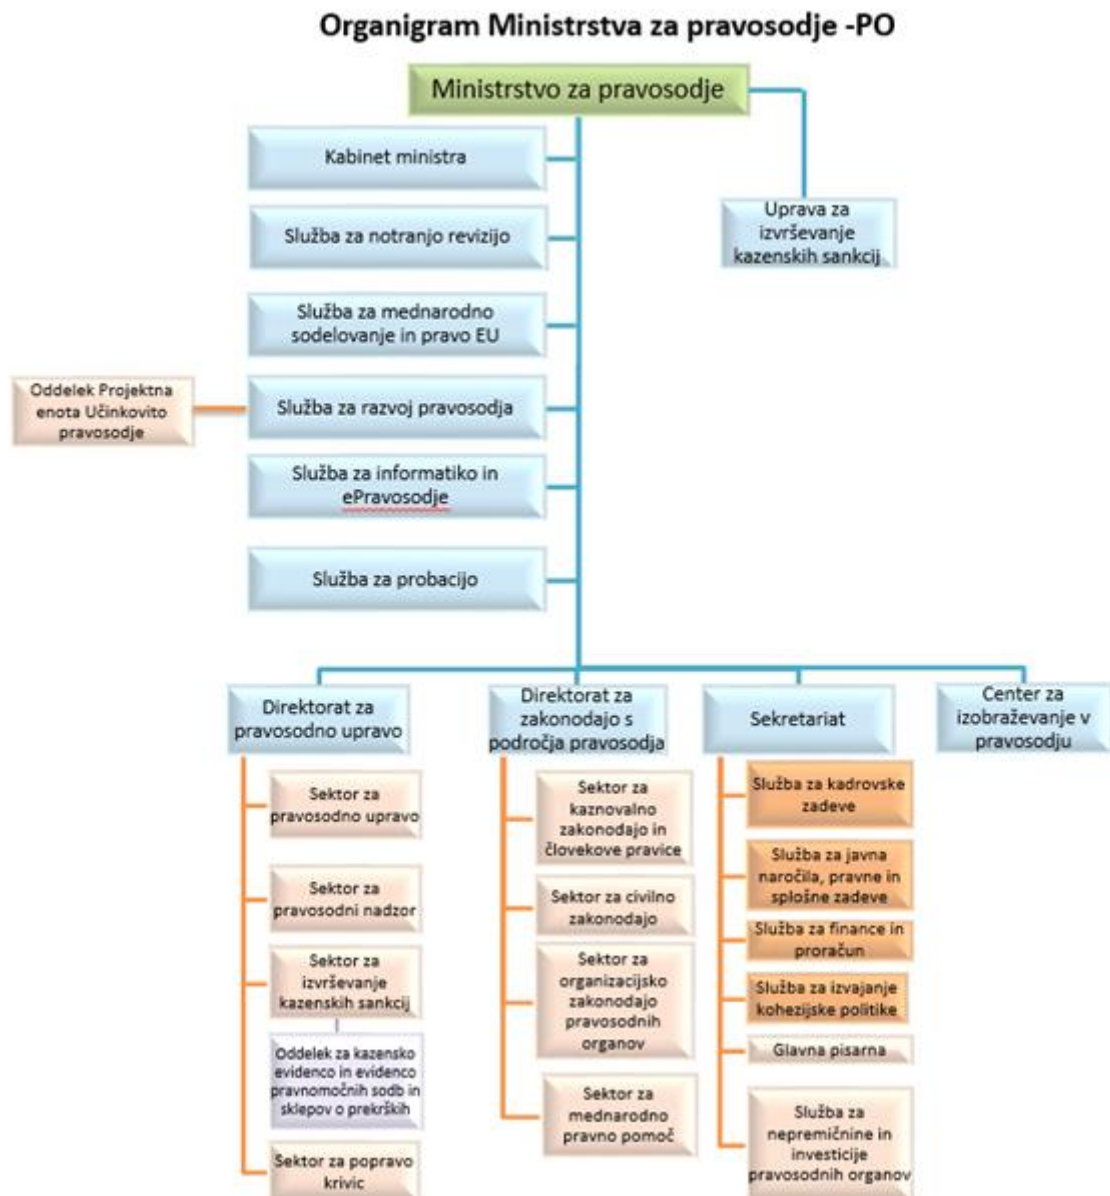 Organigram Ministrstva za pravosodje -PO
Ministrstvo za pravosodje
Kabinet ministra
Uprava za
izvrševanje
kazenskih sankcij
Služba za notranjo revizijo
Služba za mednarodno
sodelovanje in pravo EU
Oddelek Projektna
enota Učinkovito
pravosodje
Služba za razvoj pravosodja
Služba za informatiko in
ePravosodje
Služba za probacijo
Direktorat za
pravosodno upravo
Sektor za
pravosodno upravo
Sektor za
pravosodni nadzor
Sektor za
izvrševanje
kazenskih sankcij
Oddelek za kazensko
evidenco in evidenco
pravnomočnih sodb in
sklepov o prekrških
Sektor za popravo
krivic
Direktorat za
zakonodajo s
področja pravosodja
Sektor za
kaznovalno
zakonodajo in
človekove pravice
Sektor za civilno
zakonodajo
Sektor za
organizacijsko
zakonodajo
pravosodnih
organov
Sektor za
mednarodno
pravno pomoč
Sekretariat
Služba za kadrovske
zadeve
Služba za javna
naročila, pravne in
splošne zadeve
Služba za finance in
proračun
Služba za izvajanje
kohezijske politike
Glavna pisarna
Služba za
nepremičnine in
investicije
pravosodnih organov
Center za
izobraževanje v
pravosodju